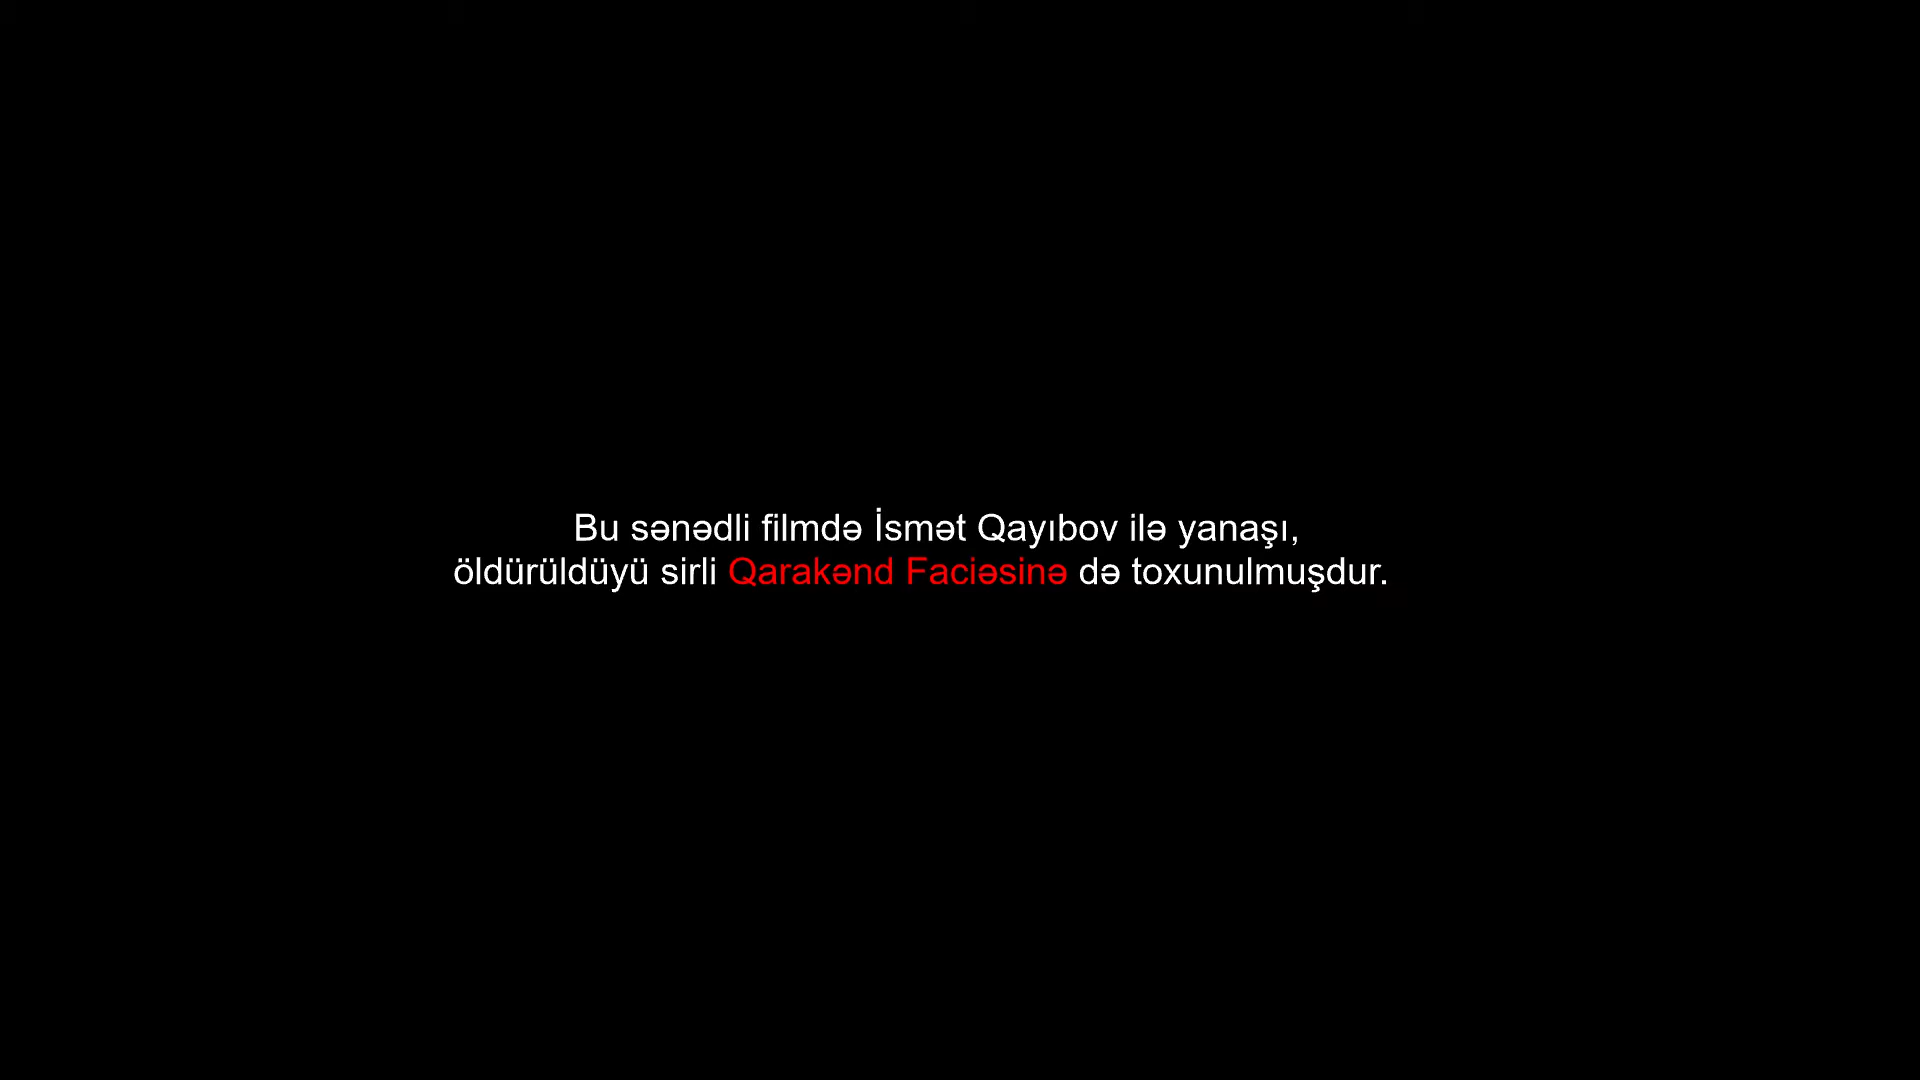 Bu sənədli filmdə İsmət Qayıbov ilə yanaşı,
öldürüldüyü sirli Qarakənd Faciəsinə də toxunulmuşdur.